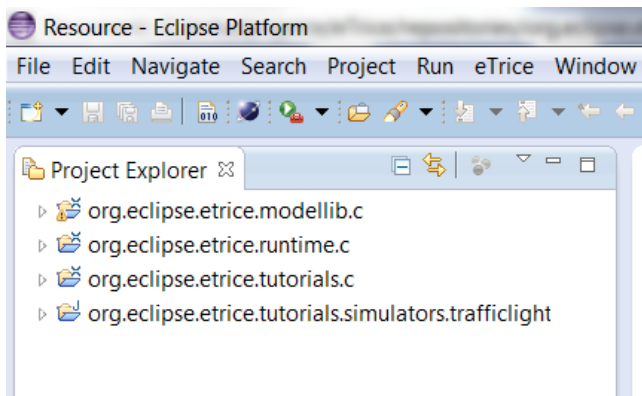 Resource - Eclipse Platform
File Edit Navigate Search Project Run eTrice Window
010
Project Explorer
org.eclipse.etrice.modellib.c
org.eclipse.etrice.runtime.c
org.eclipse.etrice.tutorials.c
org.eclipse.etrice.tutorials.simulators.trafficlight